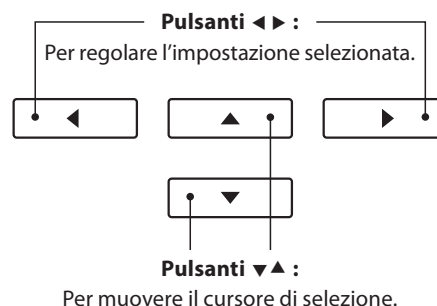 Pulsanti ◀ ▶ :
Per regolare l'impostazione selezionata.
Pulsanti ▼▲ :
Per muovere il cursore di selezione.